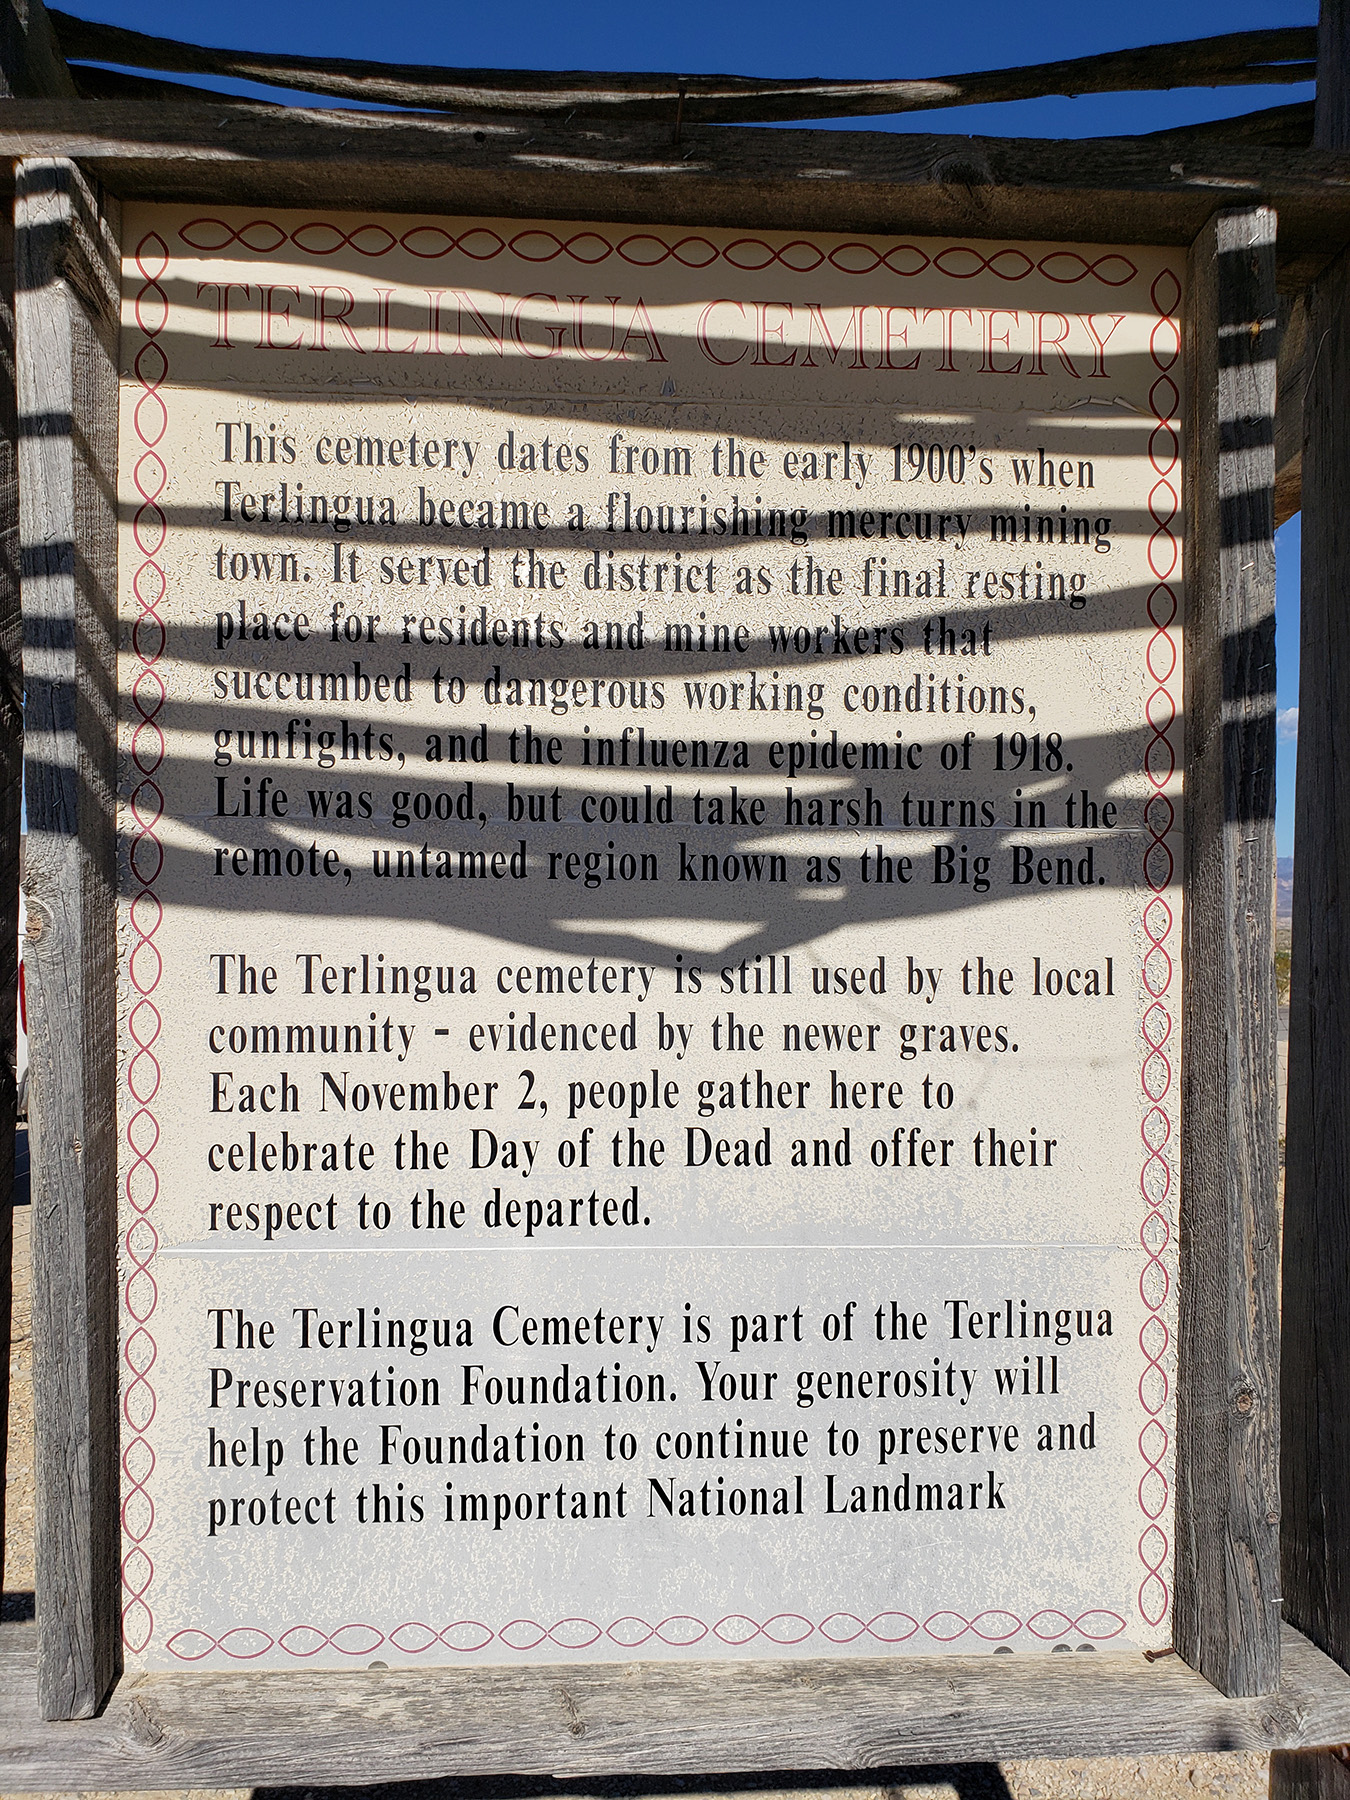 TERLINGUA CEMETERY
This cemetery dates from the early 1900's when
Terlingua became a flourishing mercury mining
town. It served the district as the final resting
place for residents and mine workers that
succumbed to dangerous working conditions,
gunfights, and the influenza epidemic of 1918.
Life was good, but could take harsh turns in the
remote, untamed region known as the Big Bend.
The Terlingua cemetery is still used by the local
community - evidenced by the newer graves.
Each November 2, people gather here to
celebrate the Day of the Dead and offer their
respect to the departed.
The Terlingua Cemetery is part of the Terlingua
Preservation Foundation. Your generosity will
help the Foundation to continue to preserve and
protect this important National Landmark